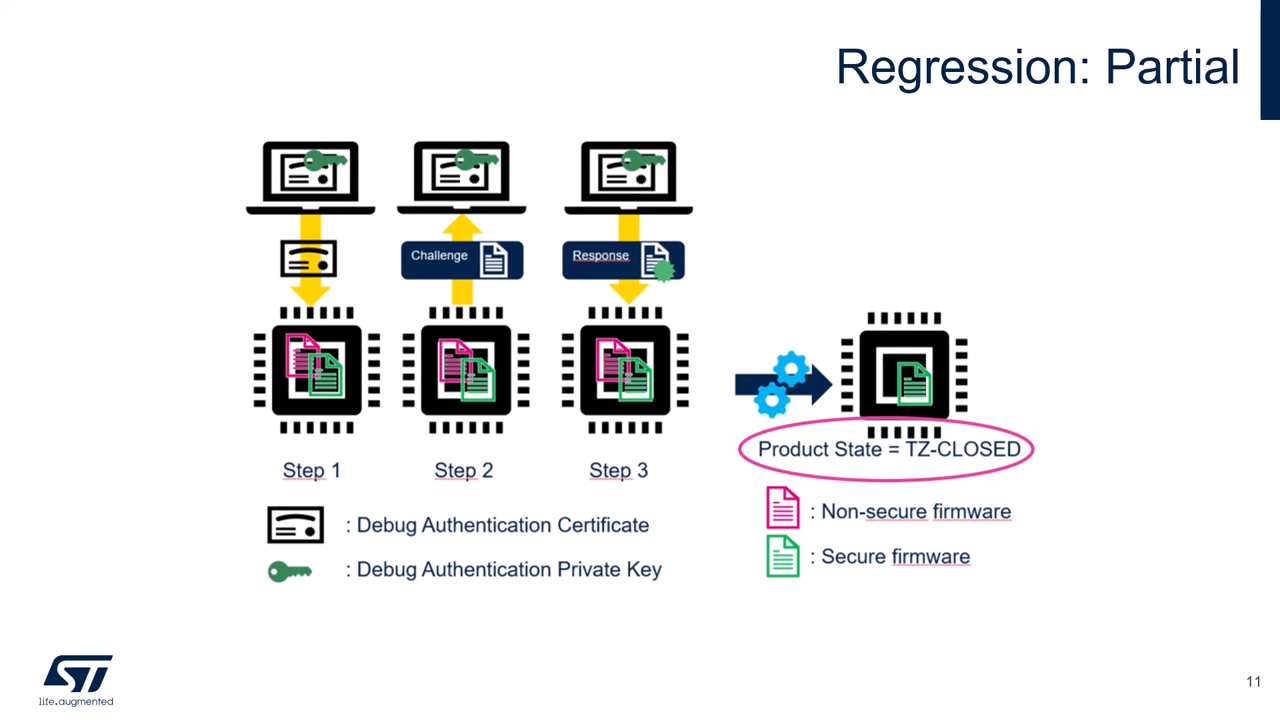 Regression: Partial
Challenge
Response
Product State = TZ-CLOSED
Step 1
Step 2
Step 3
: Debug Authentication Certificate
: Debug Authentication Private Key
: Non-secure firmware
: Secure firmware
ST
life.augmented
11